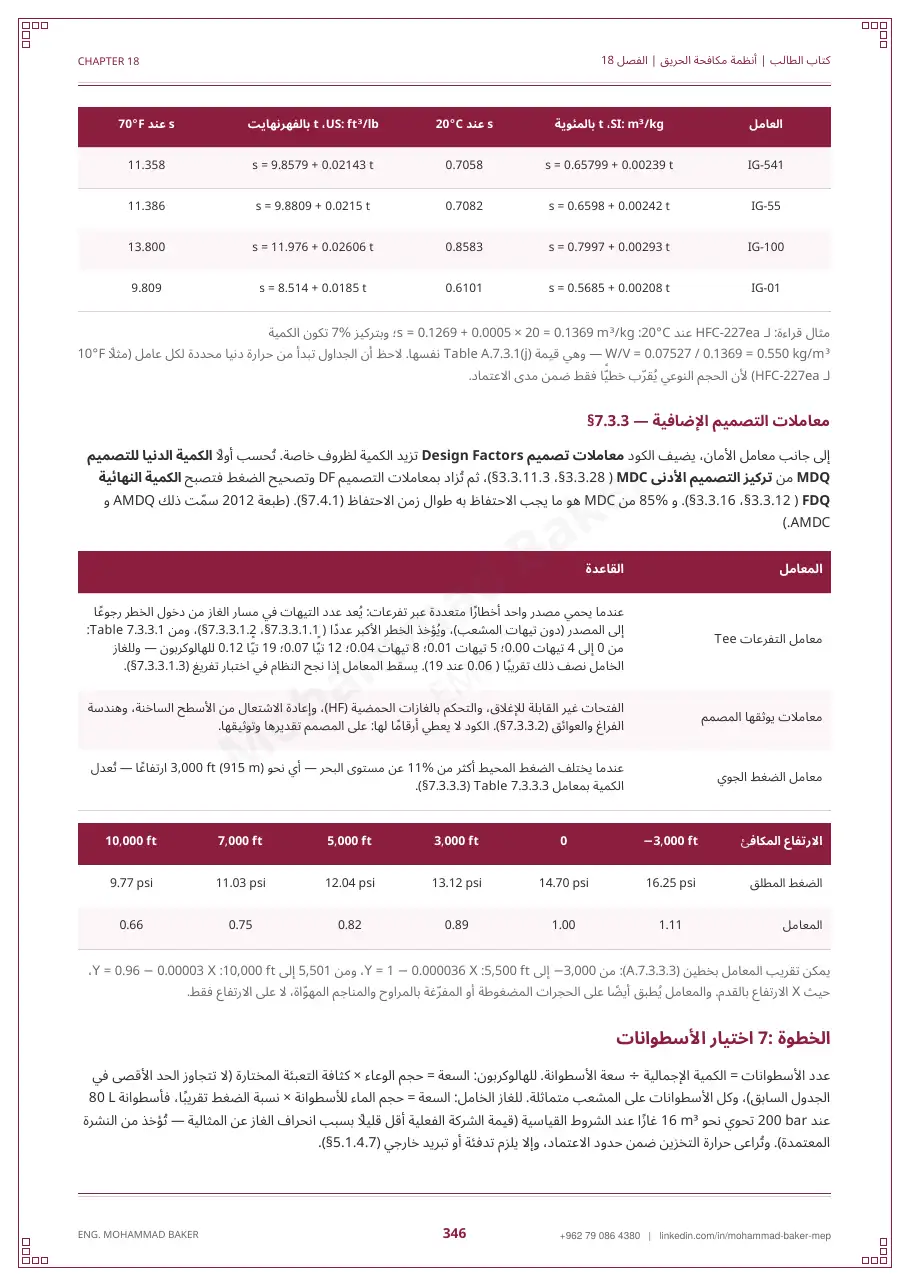 كتاب الطالب | أنظمة مكافحة الحريق | الفصل 18
CHAPTER 18
العامل | SI: m³/kg، t بالمئوية | s عند 20°C | US: ft³/lb، t بالفهرنهايت | s عند 70°F
IG-541 | s = 0.65799 + 0.00239 t | 0.7058 | s = 9.8579 + 0.02143 t | 11.358
IG-55 | s = 0.6598 + 0.00242 t | 0.7082 | s = 9.8809 + 0.0215 t | 11.386
IG-100 | s = 0.7997 + 0.00293 t | 0.8583 | s = 11.976 + 0.02606 t | 13.800
IG-01 | s = 0.5685 + 0.00208 t | 0.6101 | s = 8.514 + 0.0185 t | 9.809
مثال قراءة: لـ HFC-227ea عند 20°C: s = 0.1269 + 0.0005 × 20 = 0.1369 m³/kg؛ وبتركيز 7% تكون الكمية
W/V = 0.07527 / 0.1369 = 0.550 kg/m³ — وهي قيمة Table A.7.3.1(j) نفسها. لاحظ أن الجداول تبدأ من حرارة دنيا محددة لكل عامل (مثلًا 10°F
لـ HFC-227ea) لأن الحجم النوعي يُقرّب خطيًّا فقط ضمن مدى الاعتماد.
معاملات التصميم الإضافية — §7.3.3
إلى جانب معامل الأمان، يضيف الكود معاملات تصميم Design Factors تزيد الكمية لظروف خاصة. تُحسب أولًا الكمية الدنيا للتصميم
MDQ من تركيز التصميم الأدنى MDC ( §3.3.28، §3.3.11.3)، ثم تُزاد بمعاملات التصميم DF وتصحيح الضغط فتصبح الكمية النهائية
FDQ ( §3.3.12، §3.3.16). و 85% من MDC هو ما يجب الاحتفاظ به طوال زمن الاحتفاظ (§7.4.1). (طبعة 2012 سمّت ذلك AMDQ و
AMDC.)
المعامل | القاعدة
معامل التفرعات Tee | عندما يحمي مصدر واحد أخطارًا متعددة عبر تفرعات: يُعد عدد التيهات في مسار الغاز من دخول الخطر رجوعًا
إلى المصدر (دون تيهات المشعب)، ويُؤخذ الخطر الأكبر عددًا ( §7.3.3.1.1، §7.3.3.1.2)، ومن Table 7.3.3.1:
من 0 إلى 4 تيهات 0.00؛ 5 تيهات 0.01؛ 8 تيهات 0.04؛ 12 تيًّا 0.07؛ 19 تيًّا 0.12 للهالوكربون — وللغاز
الخامل نصف ذلك تقريبًا ( 0.06 عند 19). يسقط المعامل إذا نجح النظام في اختبار تفريغ (§7.3.3.1.3).
معاملات يوثقها المصمم | الفتحات غير القابلة للإغلاق، والتحكم بالغازات الحمضية (HF)، وإعادة الاشتعال من الأسطح الساخنة، وهندسة
الفراغ والعوائق (§7.3.3.2). الكود لا يعطي أرقامًا لها: على المصمم تقديرها وتوثيقها.
معامل الضغط الجوي | عندما يختلف الضغط المحيط أكثر من 11% عن مستوى البحر — أي نحو 3,000 ft (915 m) ارتفاعًا — تُعدل
الكمية بمعامل Table 7.3.3.3 (§7.3.3.3).
الارتفاع المكافئ | −3,000 ft | 0 | 3,000 ft | 5,000 ft | 7,000 ft | 10,000 ft
الضغط المطلق | 16.25 psi | 14.70 psi | 13.12 psi | 12.04 psi | 11.03 psi | 9.77 psi
المعامل | 1.11 | 1.00 | 0.89 | 0.82 | 0.75 | 0.66
يمكن تقريب المعامل بخطين (A.7.3.3.3): من 3,000− إلى 5,500 ft: Y = 1 − 0.000036 X، ومن 5,501 إلى 10,000 ft: Y = 0.96 − 0.00003 X،
حيث X الارتفاع بالقدم. والمعامل يُطبق أيضًا على الحجرات المضغوطة أو المفرّغة بالمراوح والمناجم المهوّاة، لا على الارتفاع فقط.
الخطوة 7: اختيار الأسطوانات
عدد الأسطوانات = الكمية الإجمالية ÷ سعة الأسطوانة. للهالوكربون: السعة = حجم الوعاء × كثافة التعبئة المختارة (لا تتجاوز الحد الأقصى في
الجدول السابق)، وكل الأسطوانات على المشعب متماثلة. للغاز الخامل: السعة = حجم الماء للأسطوانة × نسبة الضغط تقريبًا، فأسطوانة 80 L
عند 200 bar تحوي نحو 16 m³ غازًا عند الشروط القياسية (قيمة الشركة الفعلية أقل قليلًا بسبب انحراف الغاز عن المثالية — تُؤخذ من النشرة
المعتمدة). وتُراعى حرارة التخزين ضمن حدود الاعتماد، وإلا يلزم تدفئة أو تبريد خارجي (§5.1.4.7).
ENG. MOHAMMAD BAKER
346
+962 79 086 4380 | linkedin.com/in/mohammad-baker-mep